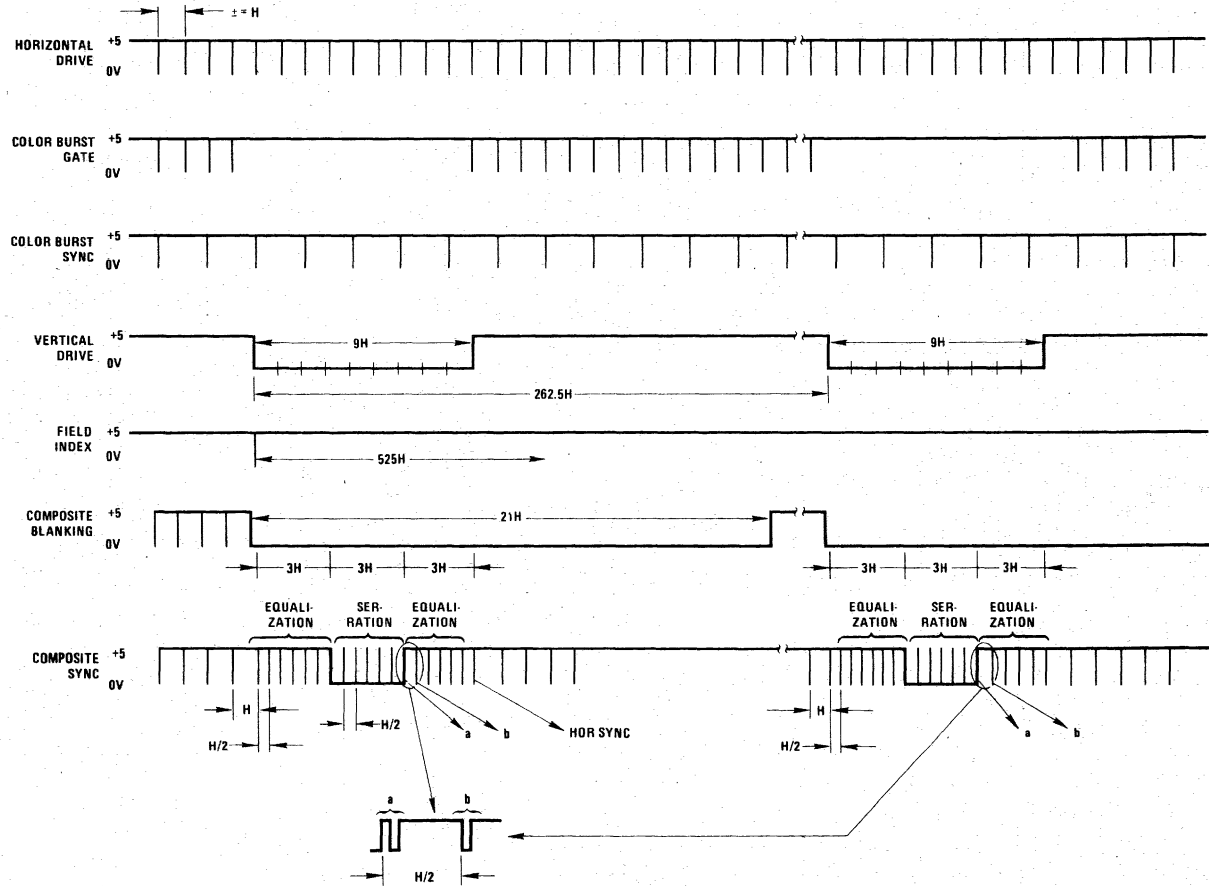 ± = H
HORIZONTAL
DRIVE
+5
0V
COLOR BURST
GATE
+5
0V
COLOR BURST
SYNC
+5
0V
VERTICAL
DRIVE
+5
0V
9H
9H
262.5H
FIELD
INDEX
+5
0V
525H
COMPOSITE
BLANKING
+5
0V
21H
3H 3H 3H
3H 3H 3H
EQUALI-
ZATION
SER-
RATION
EQUALI-
ZATION
EQUALI-
ZATION
SER-
RATION
EQUALI-
ZATION
COMPOSITE
SYNC
+5
0V
H
H/2
H/2
a
b
HOR SYNC
H
H/2
a
b
a
b
H/2